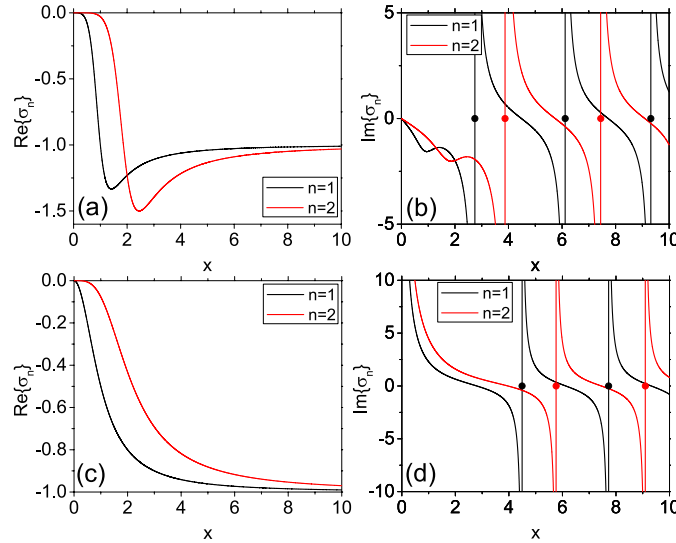 0.0
-0.5
-1.0
-1.5
Re{σn}
0 2 4 6 8 10
x
(a)
n=1
n=2
5
0
-5
Im{σn}
0 2 4 6 8 10
x
(b)
n=1
n=2
0.0
-0.2
-0.4
-0.6
-0.8
-1.0
Re{σn}
0 2 4 6 8 10
x
(c)
n=1
n=2
10
5
0
-5
-10
Im{σn}
0 2 4 6 8 10
x
(d)
n=1
n=2